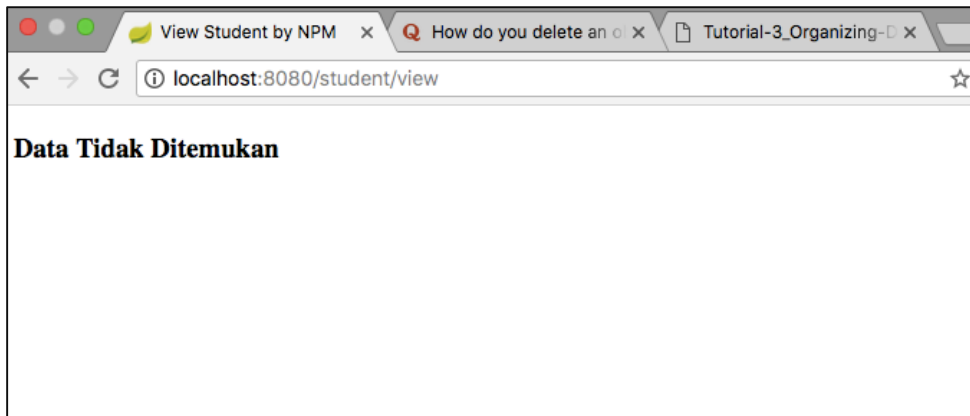 View Student by NPM
How do you delete an o
Tutorial-3_Organizing-D
localhost:8080/student/view
Data Tidak Ditemukan